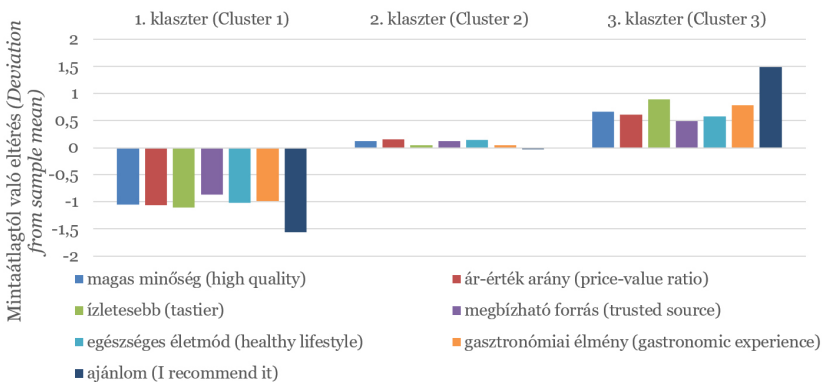 1. klaszter (Cluster 1)
2. klaszter (Cluster 2)
3. klaszter (Cluster 3)
Mintaátlagtól való eltérés (Deviation
from sample mean)
2
1,5
1
0,5
0
-0,5
-1
-1,5
-2
magas minőség (high quality)
ár-érték arány (price-value ratio)
ízletesebb (tastier)
megbízható forrás (trusted source)
egészséges életmód (healthy lifestyle)
gasztronómiai élmény (gastronomic experience)
ajánlom (I recommend it)